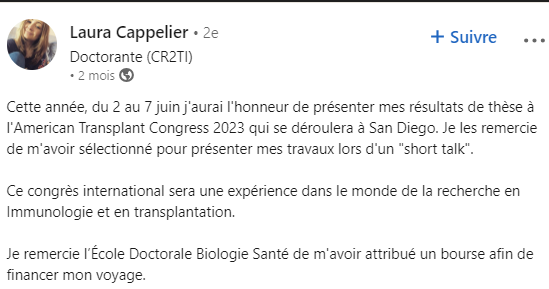 Laura Cappelier • 2e
+ Suivre
Doctorante (CR2TI)
• 2 mois
Cette année, du 2 au 7 juin j'aurai l'honneur de présenter mes résultats de thèse à
l'American Transplant Congress 2023 qui se déroulera à San Diego. Je les remercie
de m'avoir sélectionné pour présenter mes travaux lors d'un "short talk".
Ce congrès international sera une expérience dans le monde de la recherche en
Immunologie et en transplantation.
Je remercie l’École Doctorale Biologie Santé de m'avoir attribué un bourse afin de
financer mon voyage.